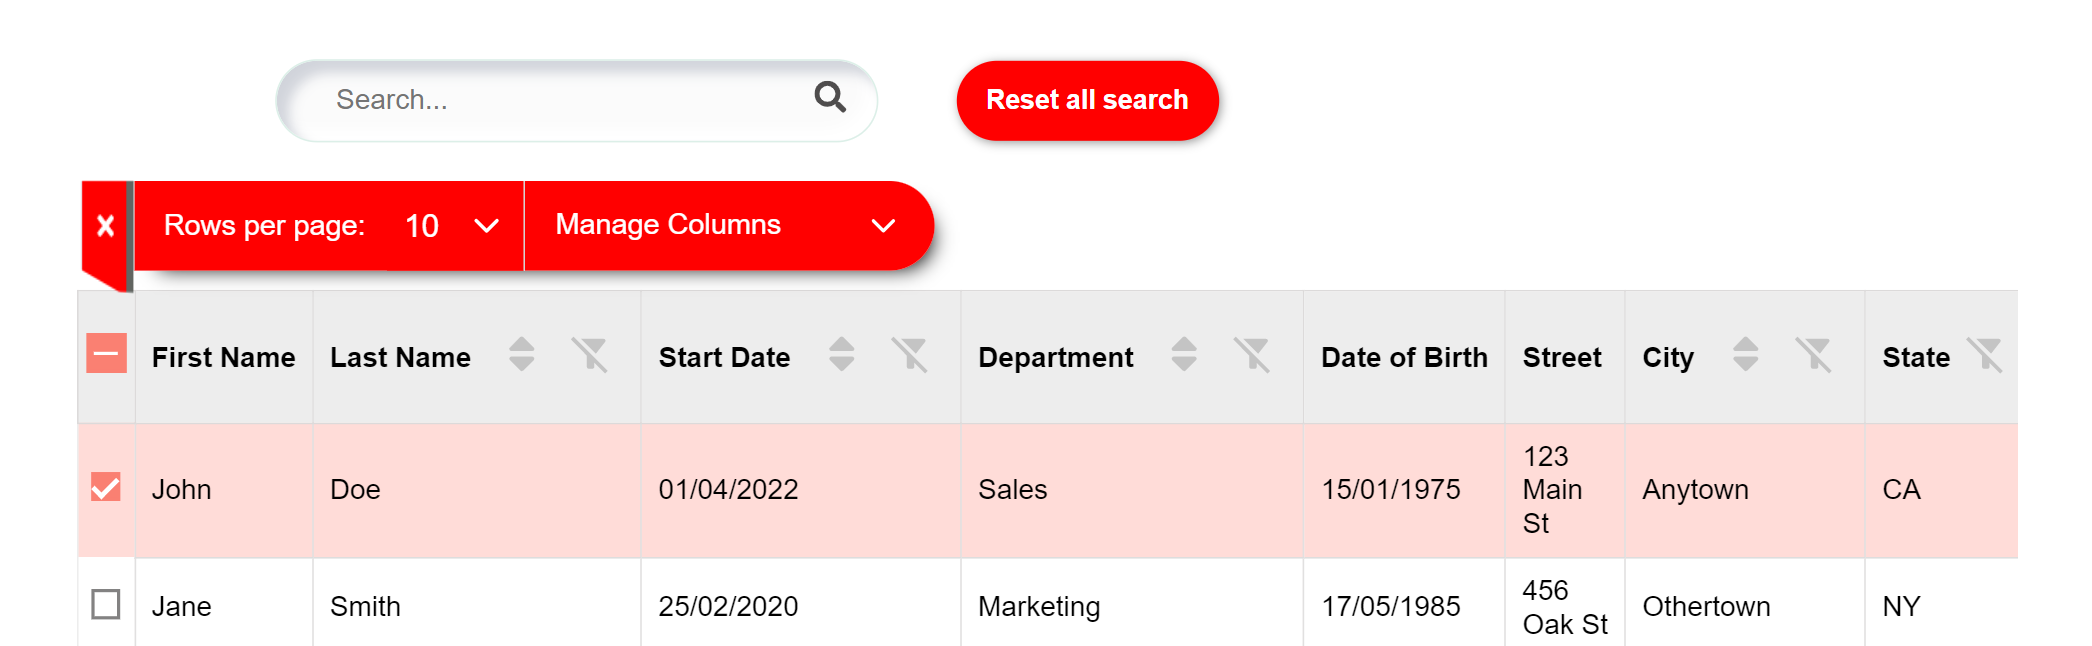 Search...
Reset all search
x Rows per page: 10 Manage Columns
First Name Last Name Start Date Department Date of Birth Street City State
John Doe 01/04/2022 Sales 15/01/1975 123 Main St Anytown CA
Jane Smith 25/02/2020 Marketing 17/05/1985 456 Oak St Othertown NY